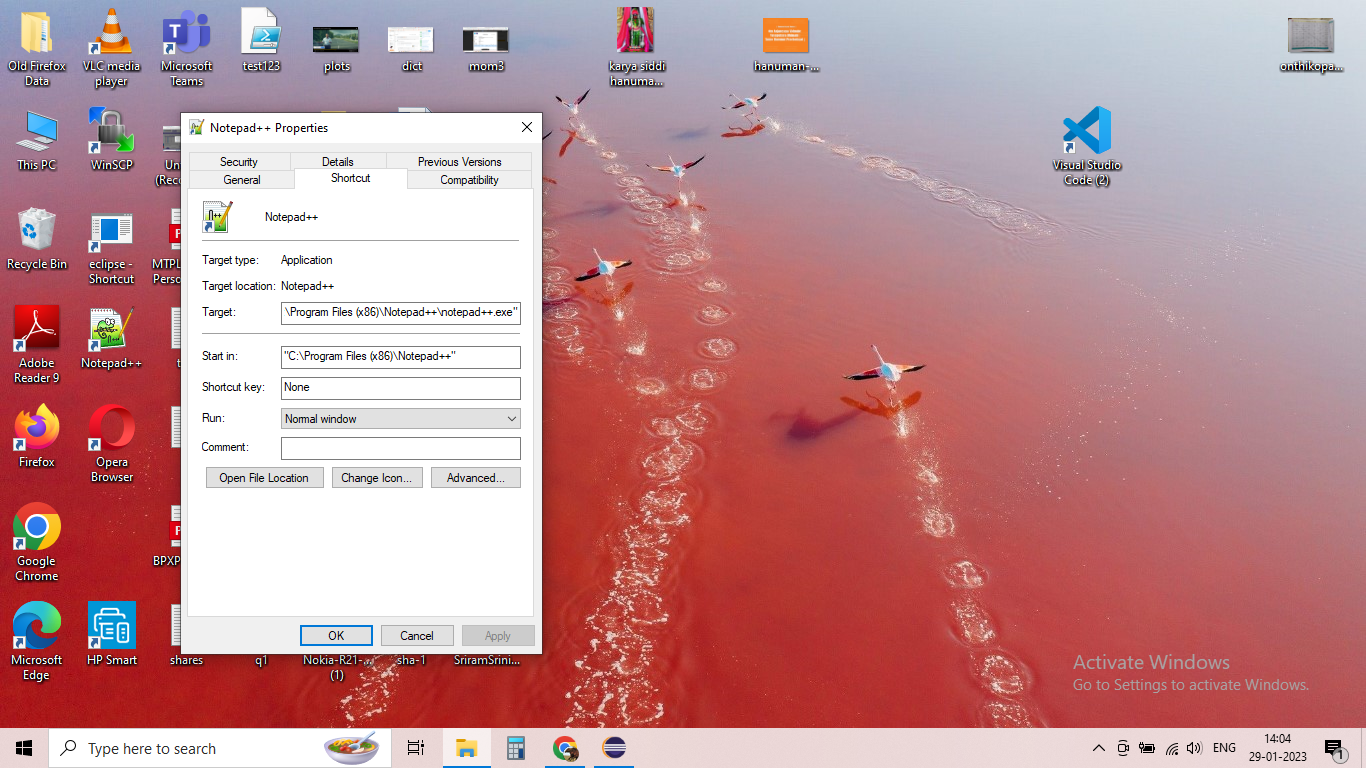 Old Firefox
Data
VLC media
player
Microsoft
Teams
test123
plots
dict
mom3
karya siddi
hanuma...
hanuman-...
onthikopa...
This PC
WinSCP
Un
(Reco
Visual Studio
Code (2)
Recycle Bin
eclipse -
Shortcut
MTPL
Perso
Adobe
Reader 9
Notepad++
t
Firefox
Opera
Browser
Google
Chrome
BPXP
Microsoft
Edge
HP Smart
shares
q1
Nokia-R21-...
(1)
sha-1
SriramSrini...
Notepad++ Properties
Security
Details
Previous Versions
General
Shortcut
Compatibility
Notepad++
Target type: Application
Target location: Notepad++
Target: \Program Files (x86)\Notepad++\notepad++.exe"
Start in: "C:\Program Files (x86)\Notepad++"
Shortcut key: None
Run: Normal window
Comment:
Open File Location
Change Icon...
Advanced...
OK
Cancel
Apply
Activate Windows
Go to Settings to activate Windows.
Type here to search
ENG
14:04
29-01-2023
1